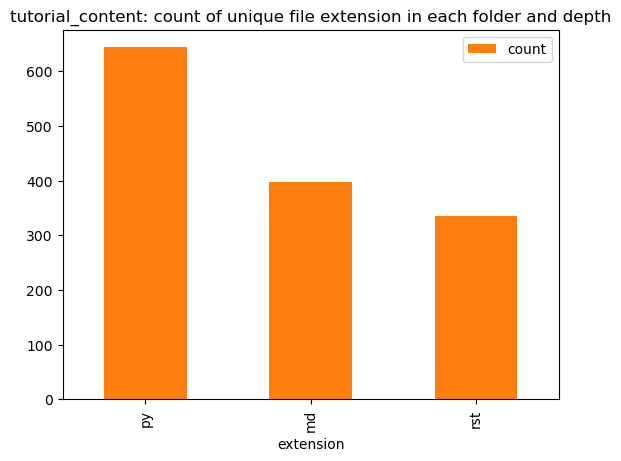 tutorial_content: count of unique file extension in each folder and depth
count
600
500
400
300
200
100
0
py
md
rst
extension